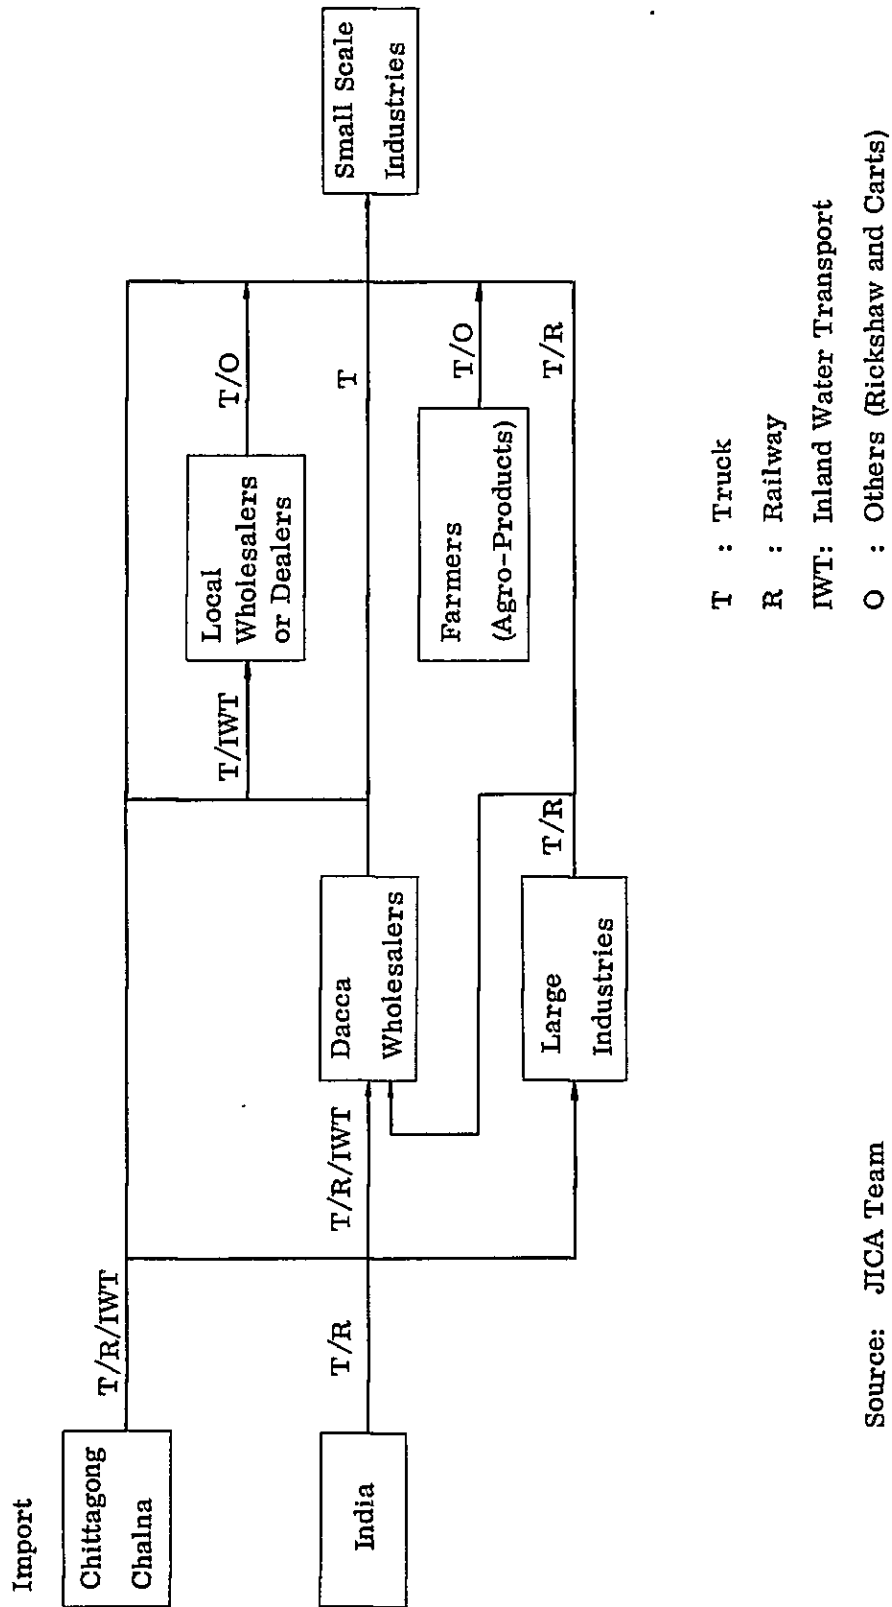 Import
Chittagong
Chalna
T/R/IWT
India
T/R
T/R/IWT
Dacca
Wholesalers
Large
Industries
T/R
T/IWT
Local
Wholesalers
or Dealers
T/O
T
Farmers
(Agro-Products)
T/O
T/R
Small Scale
Industries
T : Truck
R : Railway
IWT: Inland Water Transport
O : Others (Rickshaw and Carts)
Source: JICA Team